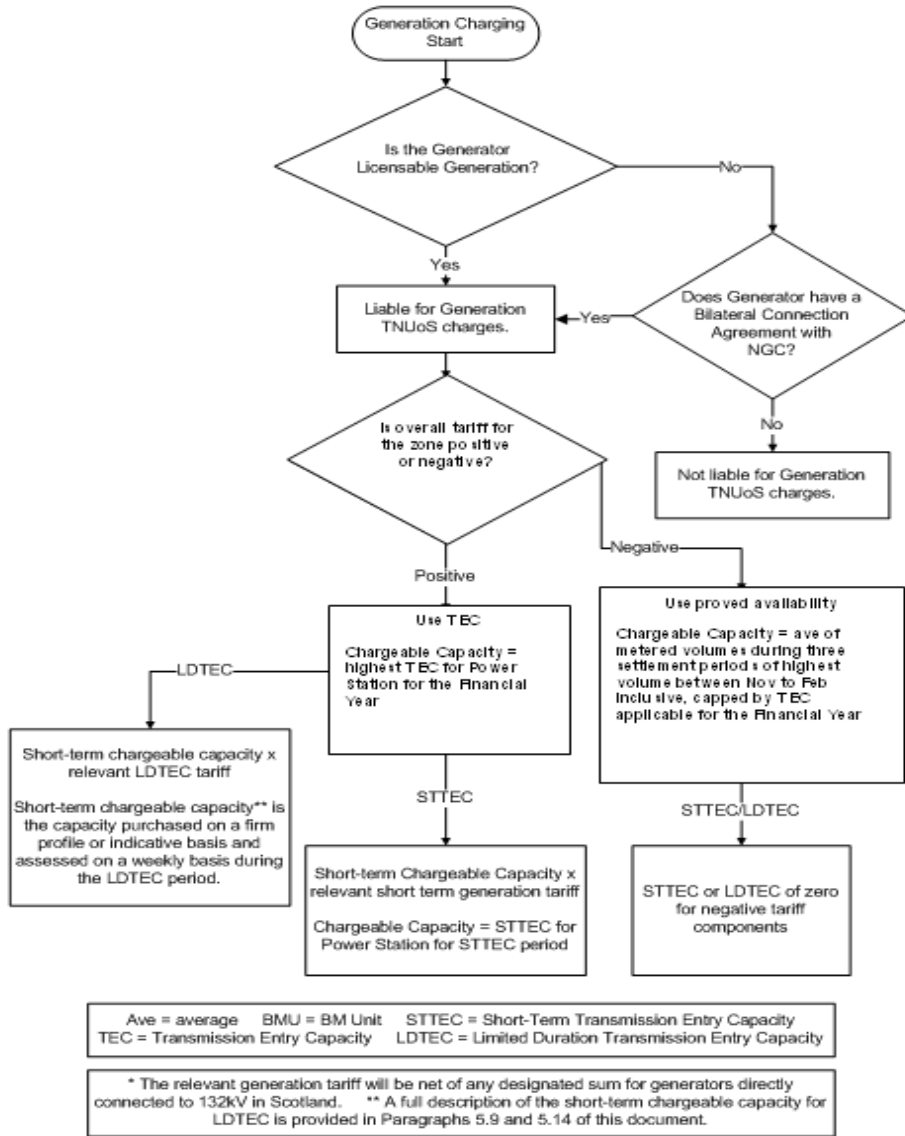 Generation Charging
Start
Is the Generator
Licensable Generation?
No
Yes
Does Generator have a
Bilateral Connection
Agreement with
NGC?
Liable for Generation
TNUoS charges.
Yes
No
Is overall tariff for
the zone positive
or negative?
Not liable for Generation
TNUoS charges.
Negative
Positive
Use TEC
Chargeable Capacity =
highest TEC for Power
Station for the Financial
Year
Use proved availability
Chargeable Capacity = ave of
metered volumes during three
settlement periods of highest
volume between Nov to Feb
inclusive, capped by TEC
applicable for the Financial Year
LDTEC
Short-term chargeable capacity x
relevant LDTEC tariff
Short-term chargeable capacity** is
the capacity purchased on a firm
profile or indicative basis and
assessed on a weekly basis during
the LDTEC period.
STTEC
STTEC/LDTEC
Short-term Chargeable Capacity x
relevant short term generation tariff
Chargeable Capacity = STTEC for
Power Station for STTEC period
STTEC or LDTEC of zero
for negative tariff
components
Ave = average BMU = BM Unit STTEC = Short-Term Transmission Entry Capacity
TEC = Transmission Entry Capacity LDTEC = Limited Duration Transmission Entry Capacity
* The relevant generation tariff will be net of any designated sum for generators directly
connected to 132kV in Scotland. ** A full description of the short-term chargeable capacity for
LDTEC is provided in Paragraphs 5.9 and 5.14 of this document.